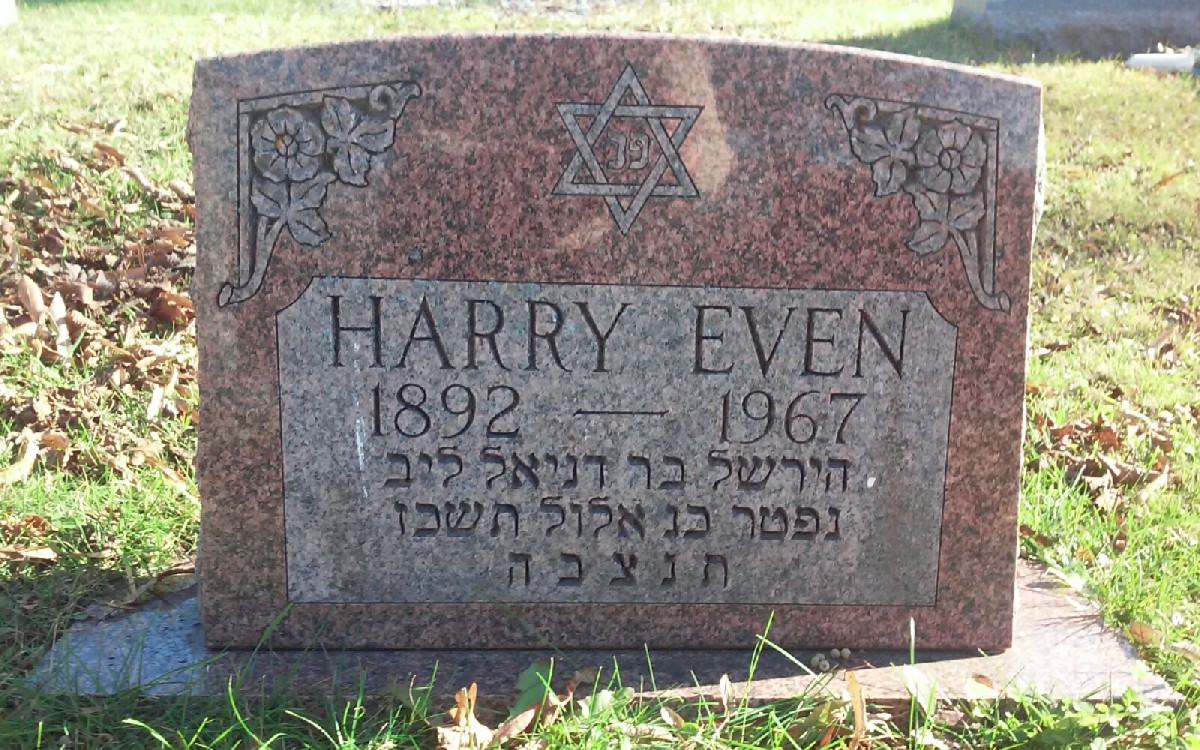 פנ
HARRY EVEN
1892 — 1967
הירשל בר דניאל ליב
נפטר כג אלול תשכז
ת נ צ ב ה